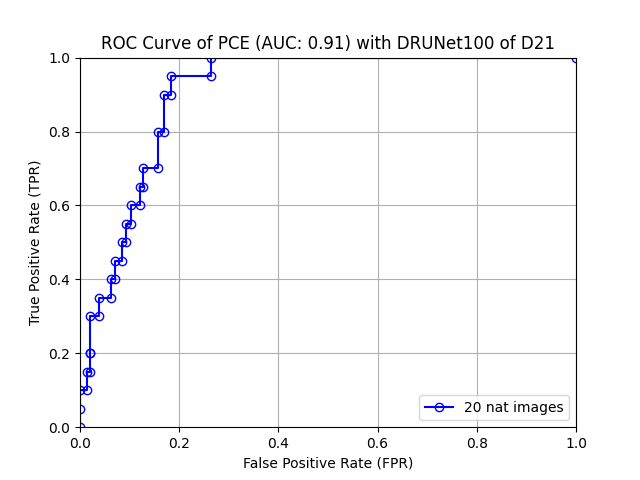 ROC Curve of PCE (AUC: 0.91) with DRUNet100 of D21
1.0
0.8
0.6
0.4
0.2
0.0
True Positive Rate (TPR)
20 nat images
0.0 0.2 0.4 0.6 0.8 1.0
False Positive Rate (FPR)